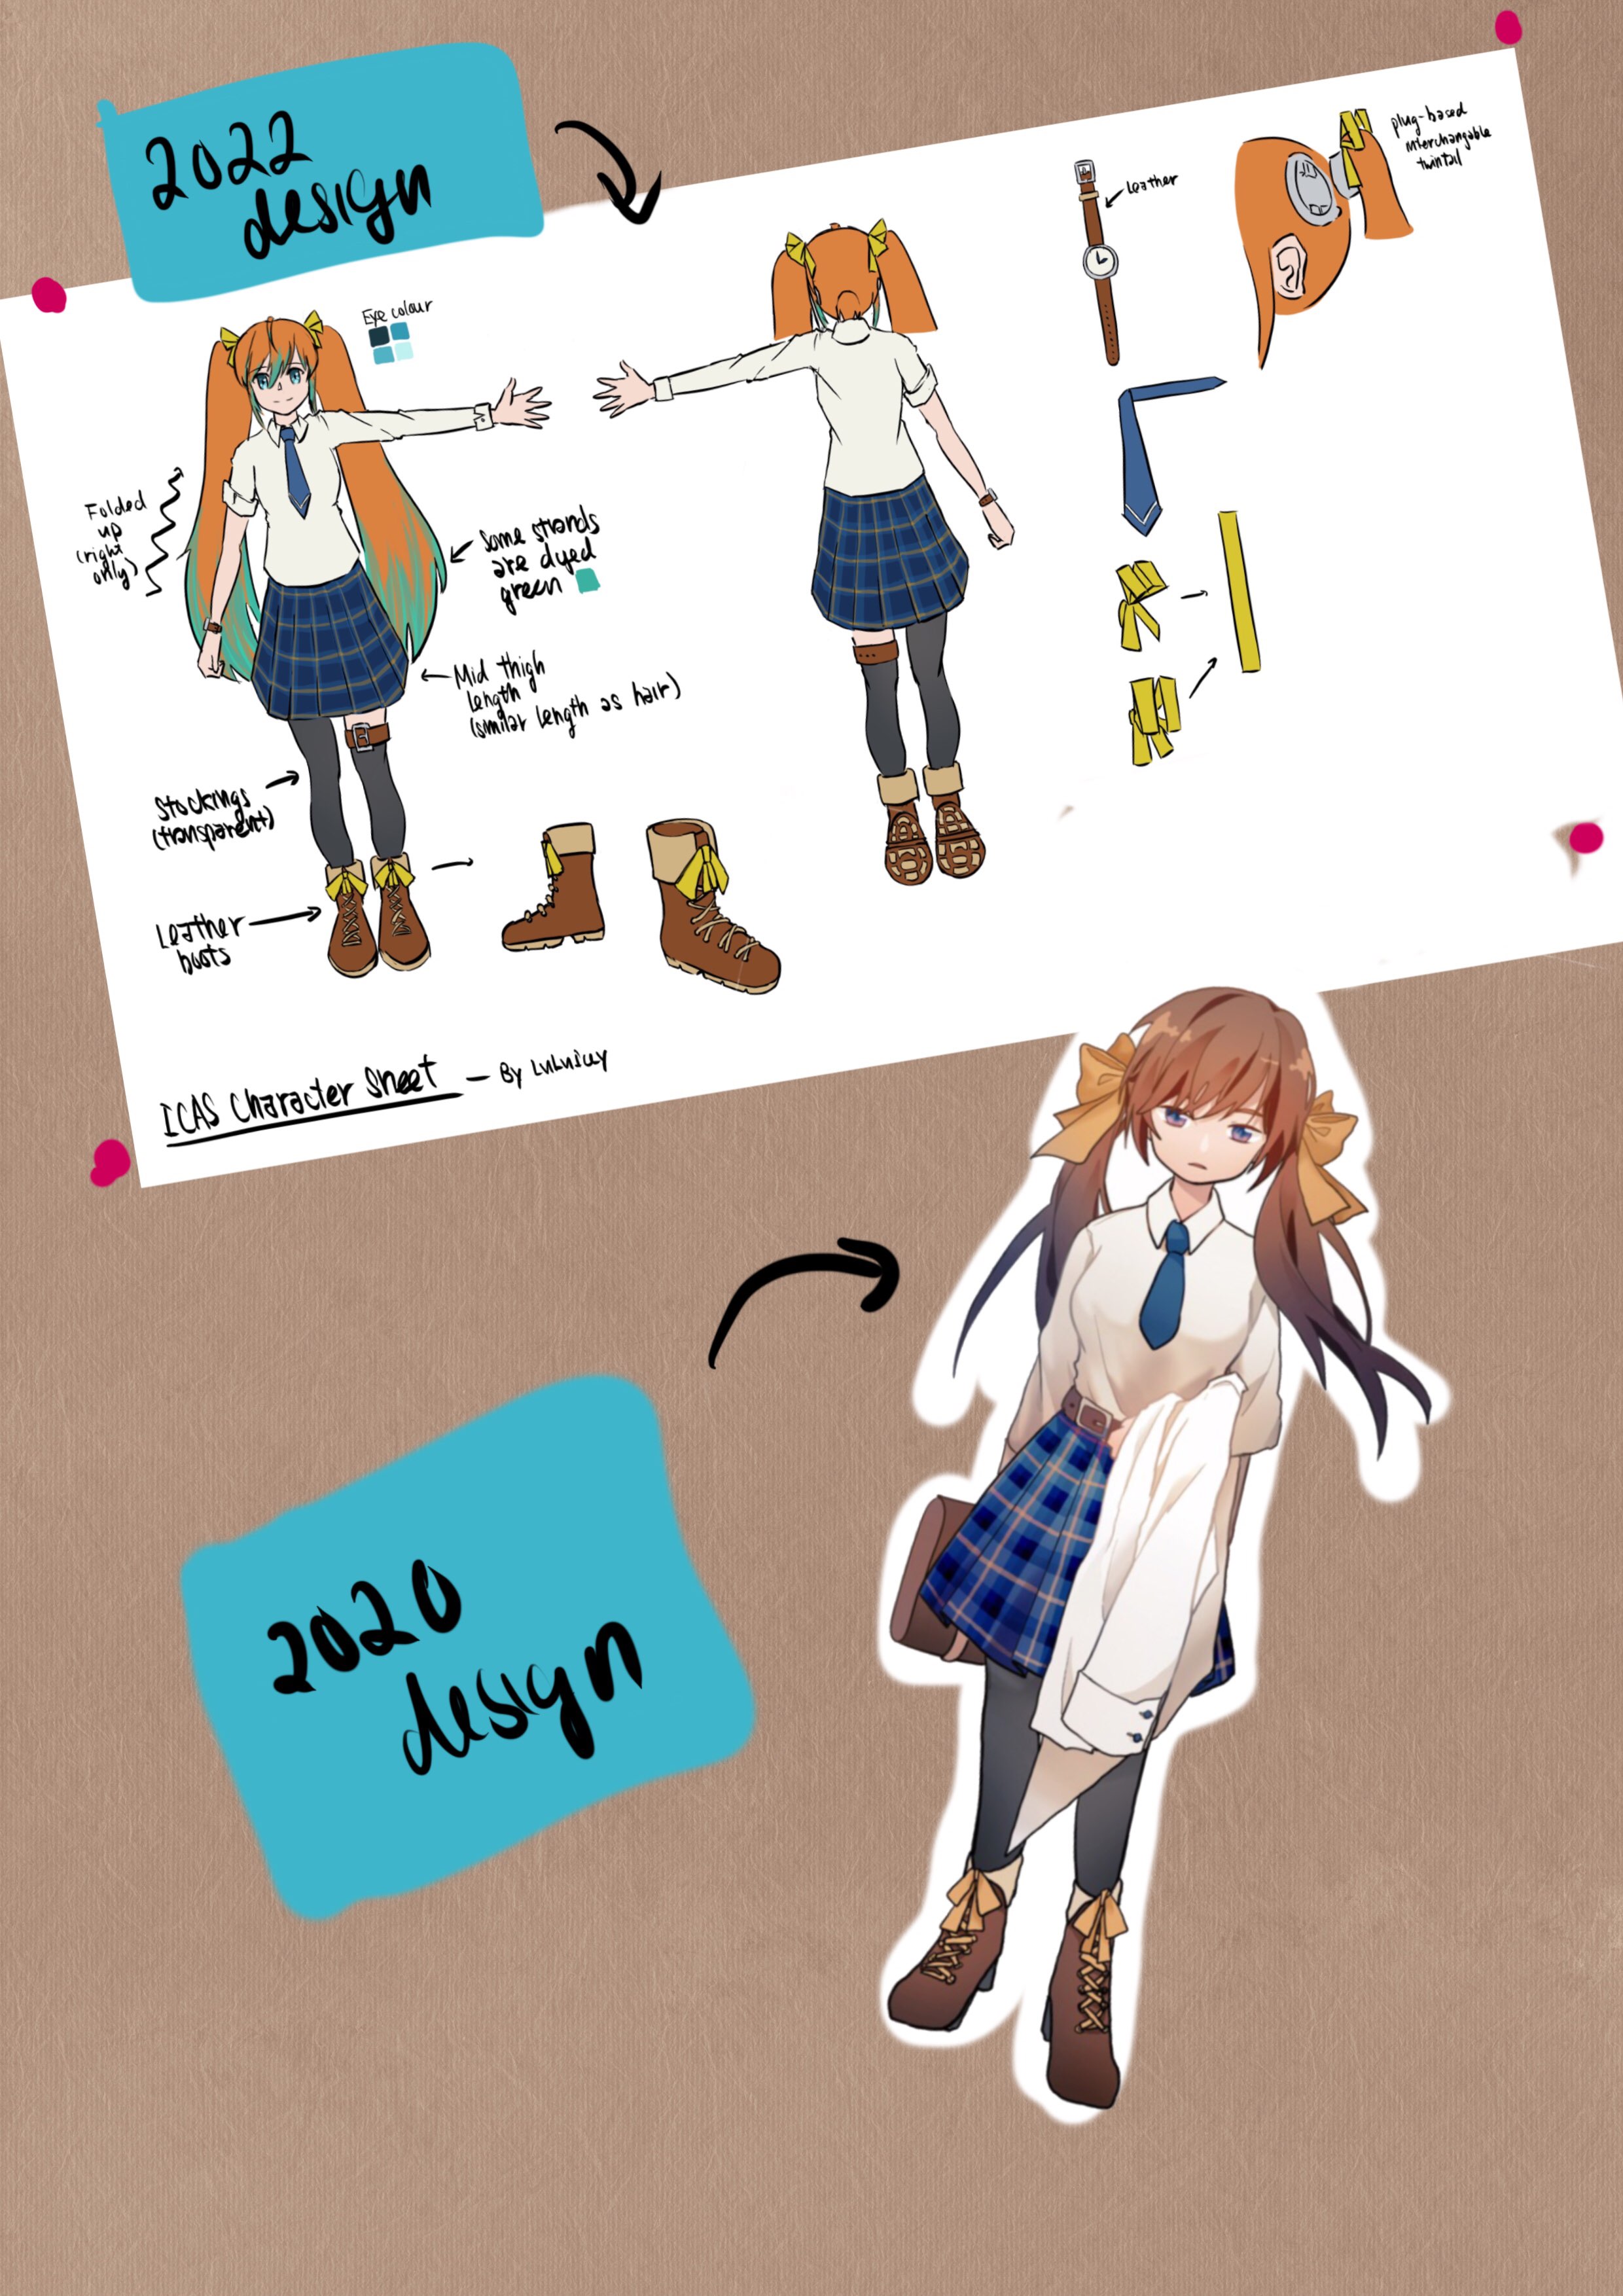 2022
design
Eye colour
Leather
plug-based
interchangable
twintail
Folded
up
(right
only)
Some strands
are dyed
green
Mid thigh
length
(similar length as hair)
Stockings
(transparent)
Leather
boots
ICAS Character Sheet - By
2020
design